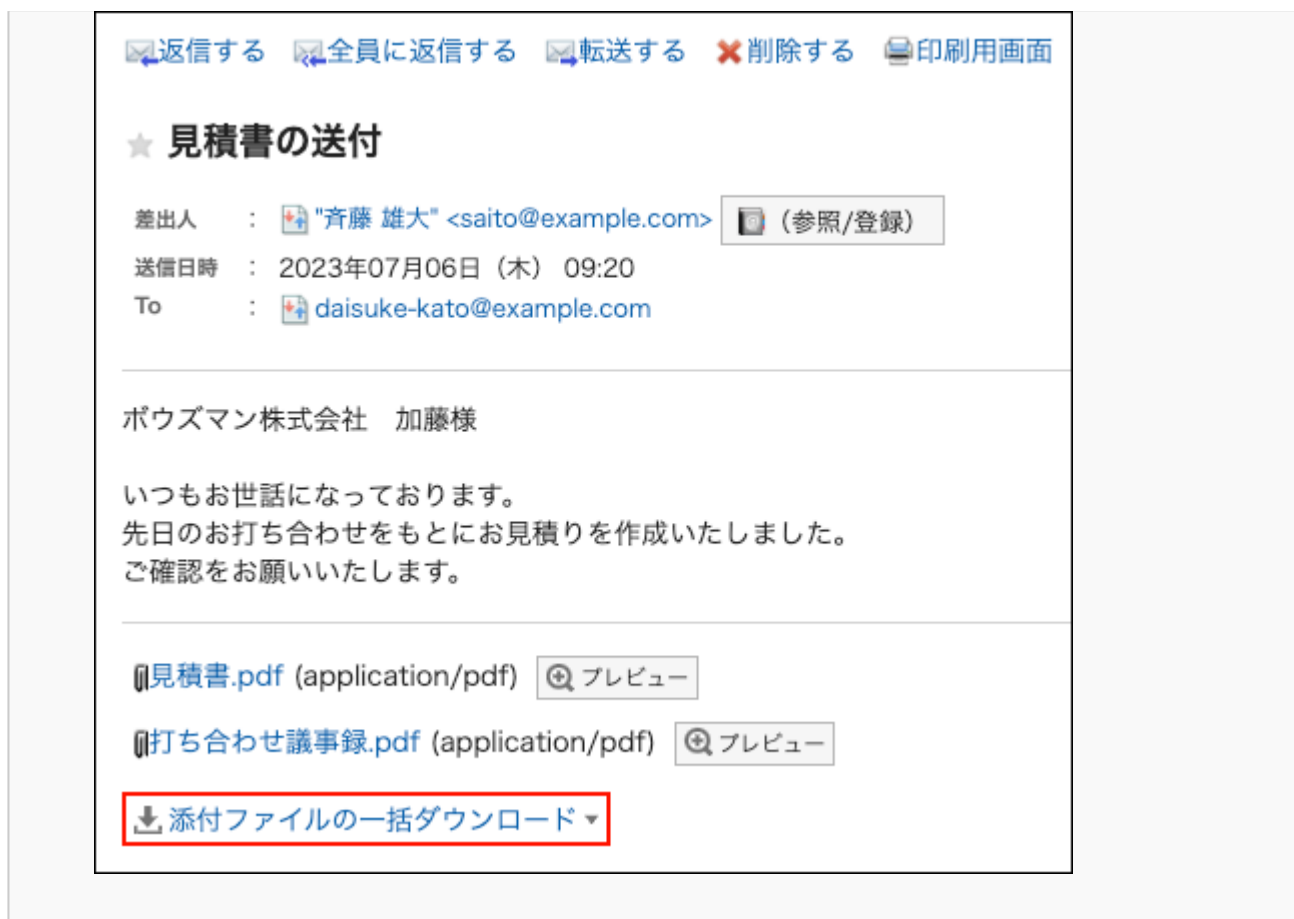 返信する 全員に返信する 転送する 削除する 印刷用画面
見積書の送付
差出人 : "斉藤 雄大" <saito@example.com> (参照/登録)
送信日時 : 2023年07月06日（木） 09:20
To : daisuke-kato@example.com
ボウズマン株式会社　加藤様
いつもお世話になっております。
先日のお打ち合わせをもとにお見積りを作成いたしました。
ご確認をお願いいたします。
見積書.pdf (application/pdf) プレビュー
打ち合わせ議事録.pdf (application/pdf) プレビュー
添付ファイルの一括ダウンロード